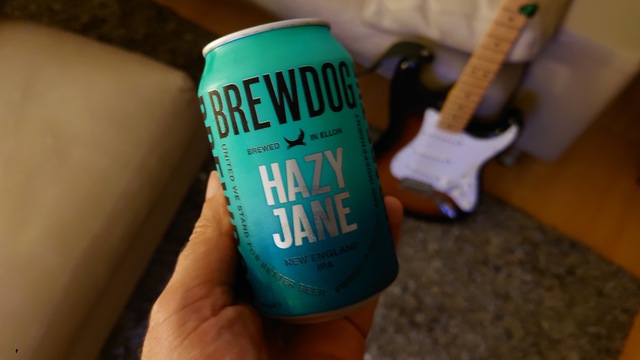 BREWDOG
BREWED IN ELLON
HAZY
JANE
NEW ENGLAND
IPA
UNITED WE STAND FOR BETTER BEER